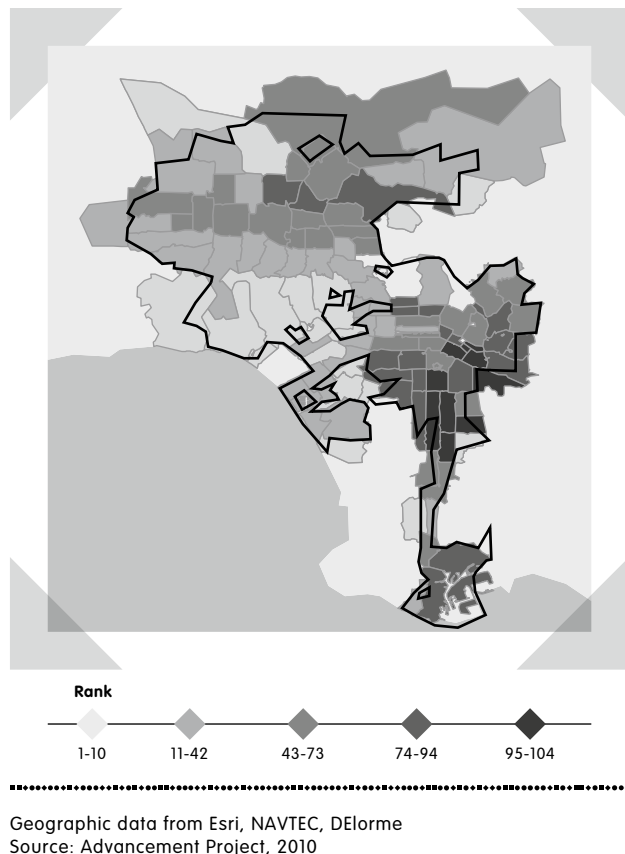 Rank
1-10 11-42 43-73 74-94 95-104
Geographic data from Esri, NAVTEC, DElorme
Source: Advancement Project, 2010